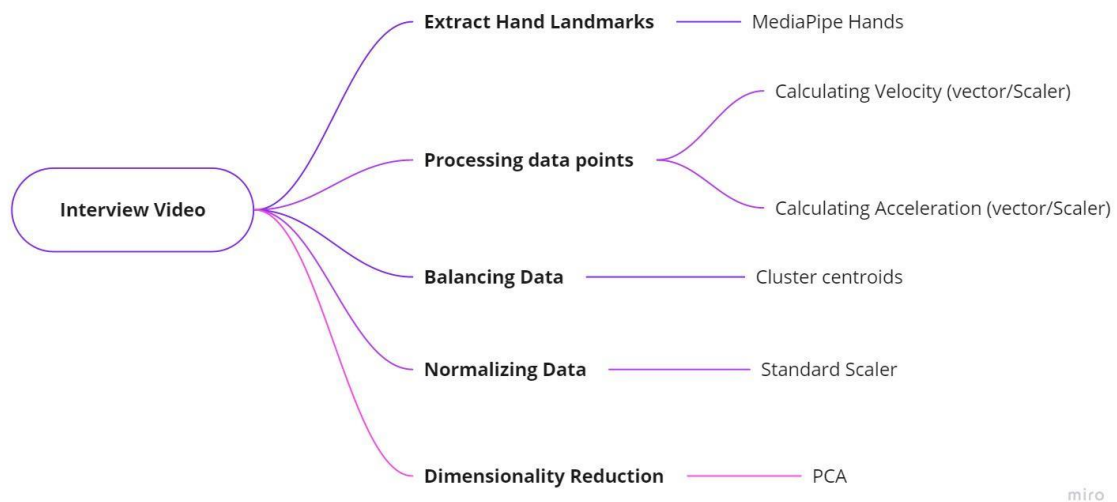 Extract Hand Landmarks
MediaPipe Hands
Calculating Velocity (vector/Scaler)
Processing data points
Calculating Acceleration (vector/Scaler)
Interview Video
Balancing Data
Cluster centroids
Normalizing Data
Standard Scaler
Dimensionality Reduction
PCA
miro